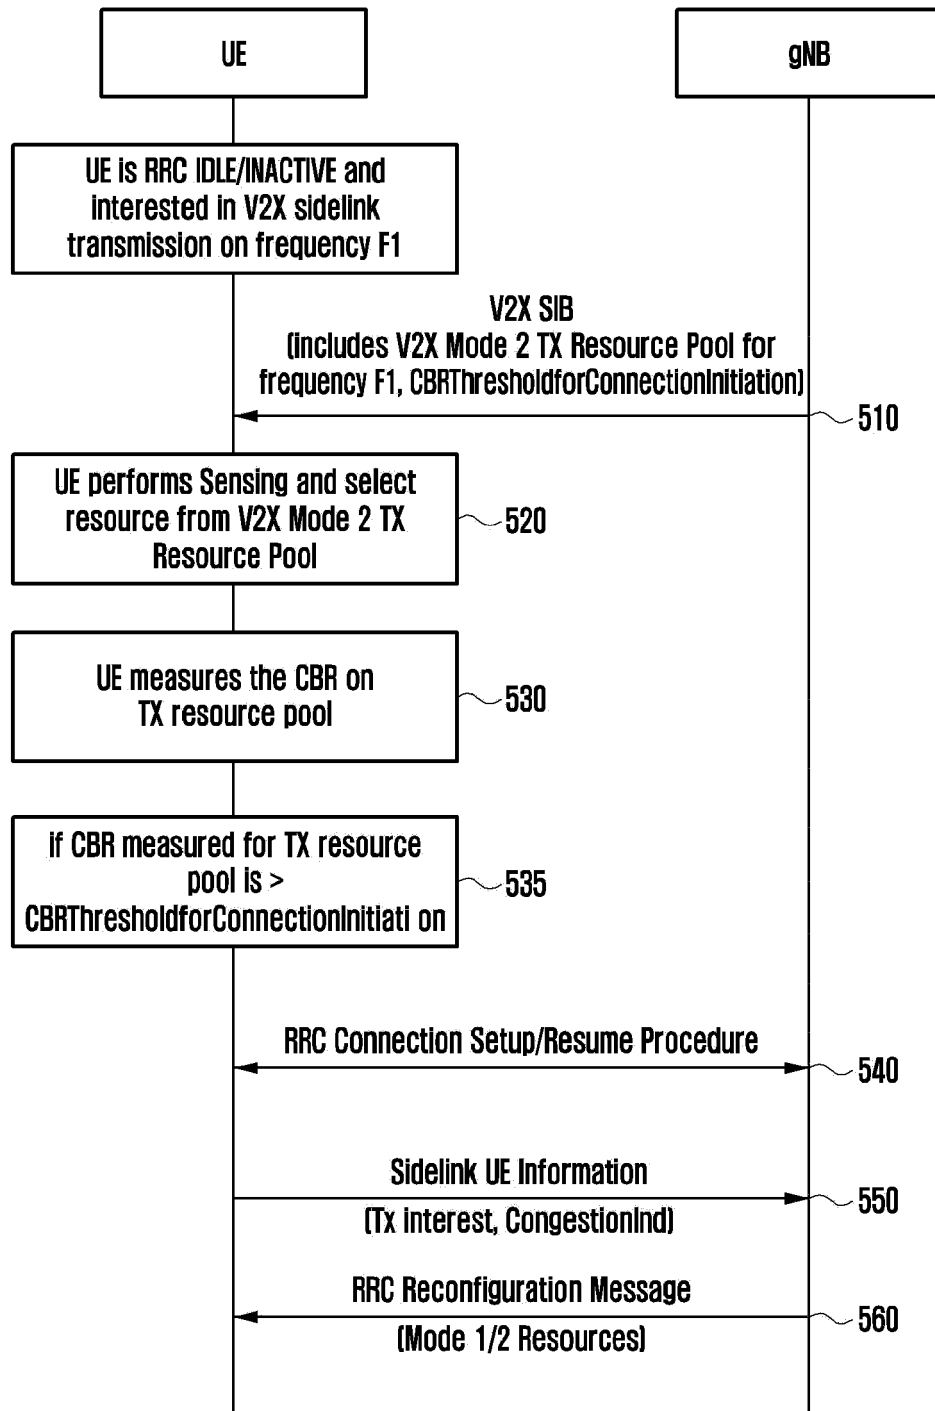 UE
gNB
UE is RRC IDLE/INACTIVE and
interested in V2X sidelink
transmission on frequency F1
V2X SIB
(includes V2X Mode 2 TX Resource Pool for
frequency F1, CBRThresholdforConnectionInitiation)
510
UE performs Sensing and select
resource from V2X Mode 2 TX
Resource Pool
520
UE measures the CBR on
TX resource pool
530
if CBR measured for TX resource
pool is >
CBRThresholdforConnectionInitiati on
535
RRC Connection Setup/Resume Procedure
540
Sidelink UE Information
(Tx interest, CongestionInd)
550
RRC Reconfiguration Message
(Mode 1/2 Resources)
560